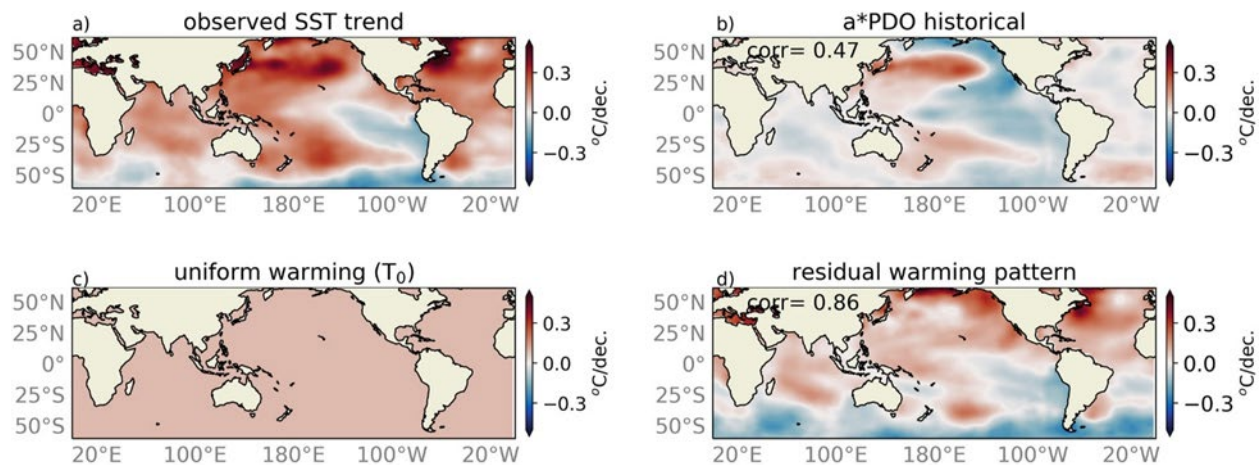 a) observed SST trend
50°N
25°N
0°
25°S
50°S
20°E 100°E 180°E 100°W 20°W
0.3
0.0
−0.3
°C/dec.
b) a*PDO historical
corr= 0.47
50°N
25°N
0°
25°S
50°S
20°E 100°E 180°E 100°W 20°W
0.3
0.0
−0.3
°C/dec.
c) uniform warming (T₀)
50°N
25°N
0°
25°S
50°S
20°E 100°E 180°E 100°W 20°W
0.3
0.0
−0.3
°C/dec.
d) residual warming pattern
corr= 0.86
50°N
25°N
0°
25°S
50°S
20°E 100°E 180°E 100°W 20°W
0.3
0.0
−0.3
°C/dec.